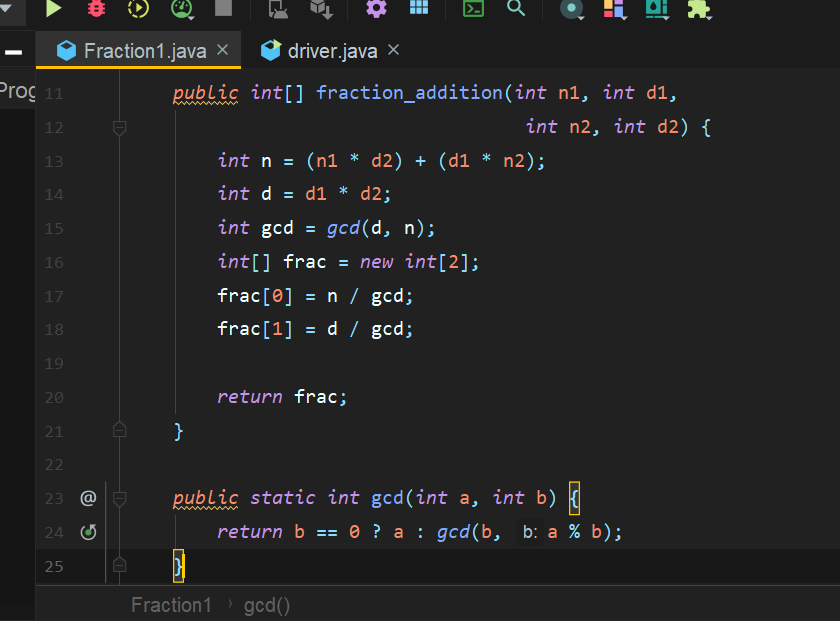 Fraction1.java
driver.java
Prog
11 public int[] fraction_addition(int n1, int d1,
12 int n2, int d2) {
13 int n = (n1 * d2) + (d1 * n2);
14 int d = d1 * d2;
15 int gcd = gcd(d, n);
16 int[] frac = new int[2];
17 frac[0] = n / gcd;
18 frac[1] = d / gcd;
19
20 return frac;
21 }
22
23 @ public static int gcd(int a, int b) {
24 return b == 0 ? a : gcd(b, b: a % b);
25 }
Fraction1 › gcd()